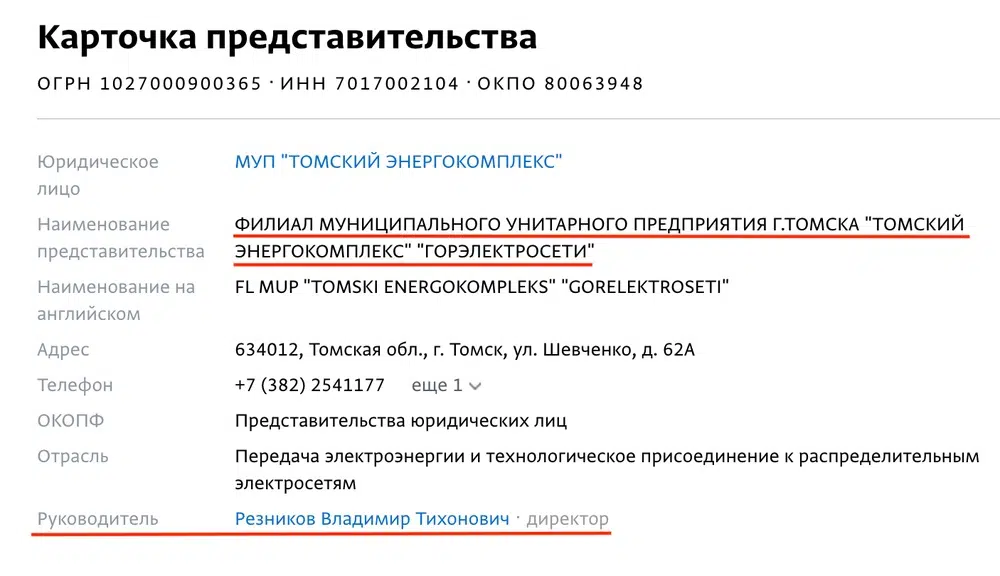 Карточка представительства
ОГРН 1027000900365 · ИНН 7017002104 · ОКПО 80063948
Юридическое лицо МУП "ТОМСКИЙ ЭНЕРГОКОМПЛЕКС"
Наименование ФИЛИАЛ МУНИЦИПАЛЬНОГО УНИТАРНОГО ПРЕДПРИЯТИЯ Г.ТОМСКА "ТОМСКИЙ
представительства ЭНЕРГОКОМПЛЕКС" "ГОРЭЛЕКТРОСЕТИ"
Наименование на FL MUP "TOMSKI ENERGOKOMPLEKS" "GORELEKTROSETI"
английском
Адрес 634012, Томская обл., г. Томск, ул. Шевченко, д. 62А
Телефон +7 (382) 2541177 еще 1
ОКОПФ Представительства юридических лиц
Отрасль Передача электроэнергии и технологическое присоединение к распределительным
электросетям
Руководитель Резников Владимир Тихонович · директор